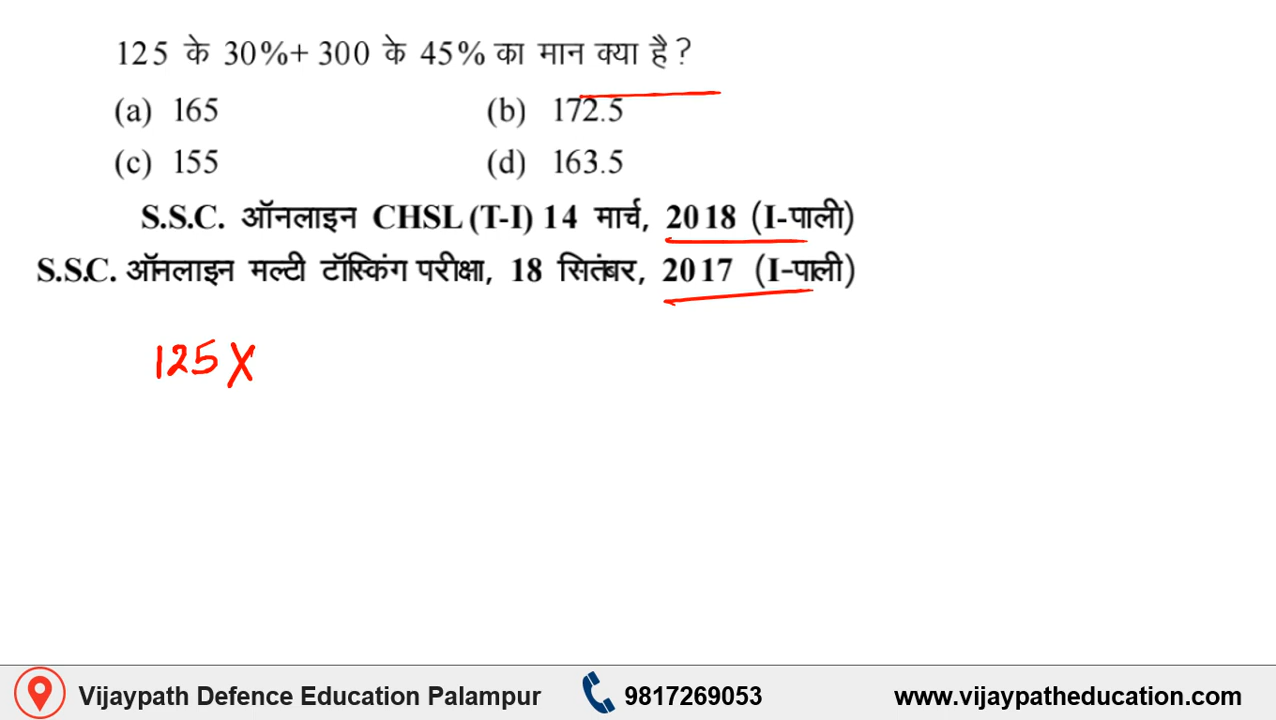 125 के 30%+ 300 के 45% का मान क्या है?
(a) 165 (b) 172.5
(c) 155 (d) 163.5
S.S.C. ऑनलाइन CHSL (T-I) 14 मार्च, 2018 (I-पाली)
S.S.C. ऑनलाइन मल्टी टॉस्किंग परीक्षा, 18 सितंबर, 2017 (I-पाली)
125 X
Vijaypath Defence Education Palampur 9817269053 www.vijaypatheducation.com